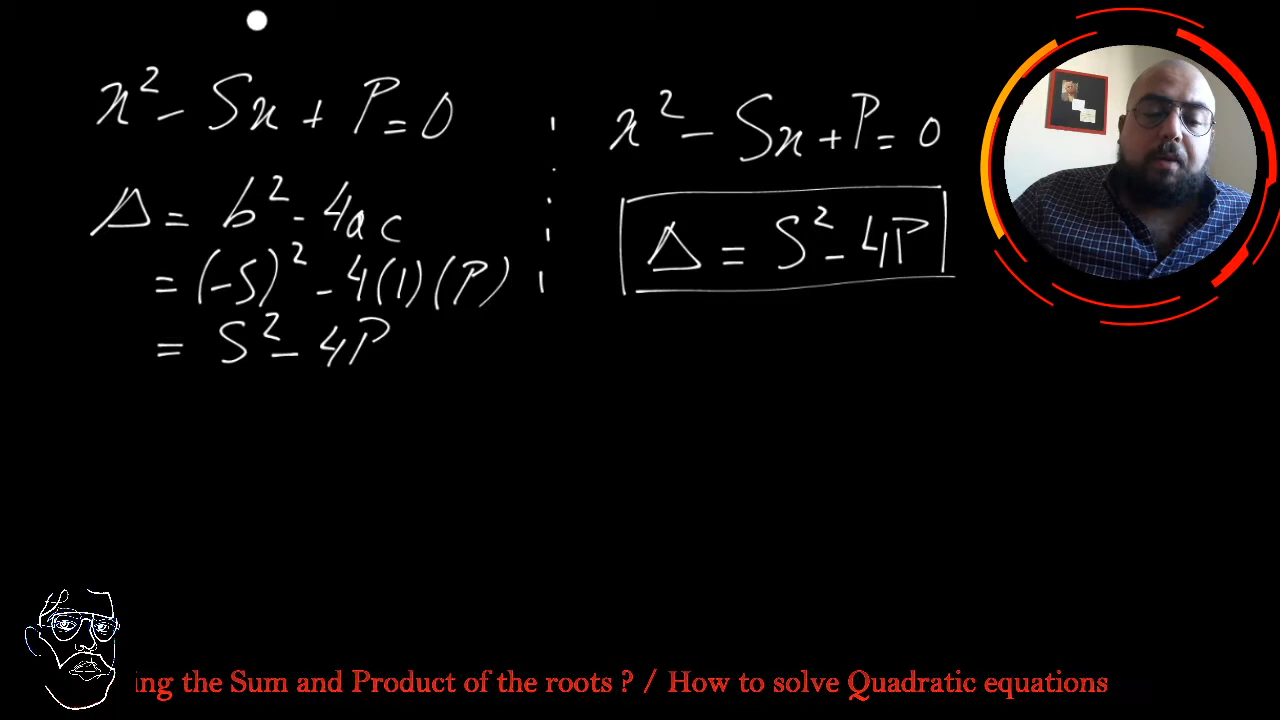 x² - Sx + P = 0
Δ = b² - 4ac
= (-S)² - 4(1)(P)
= S² - 4P
x² - Sx + P = 0
Δ = S² - 4P
ing the Sum and Product of the roots ? / How to solve Quadratic equations